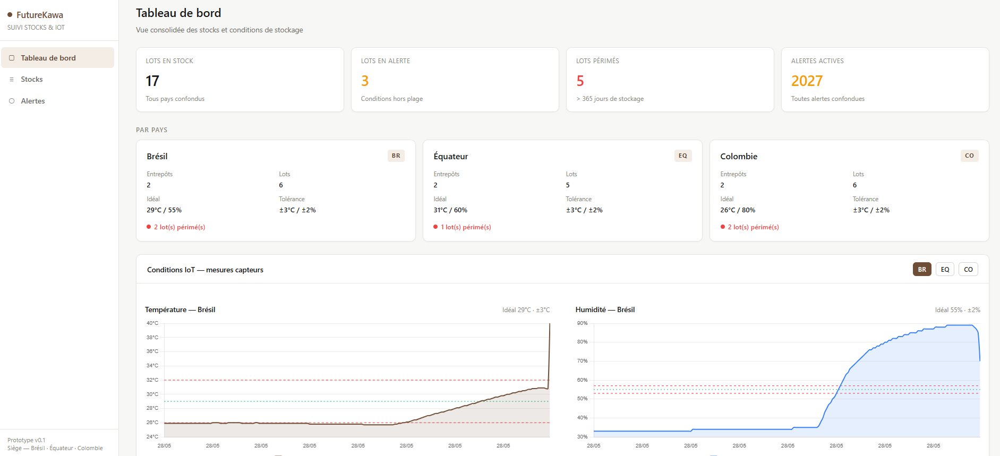 FutureKawa
SUIVI STOCKS & IOT
Tableau de bord
Stocks
Alertes
Prototype v0.1
Siège — Brésil · Équateur · Colombie
Tableau de bord
Vue consolidée des stocks et conditions de stockage
LOTS EN STOCK
17
Tous pays confondus
LOTS EN ALERTE
3
Conditions hors plage
LOTS PÉRIMÉS
5
> 365 jours de stockage
ALERTES ACTIVES
2027
Toutes alertes confondues
PAR PAYS
Brésil BR
Entrepôts Lots
2 6
Idéal Tolérance
29°C / 55% ±3°C / ±2%
2 lot(s) périmé(s)
Équateur EQ
Entrepôts Lots
2 5
Idéal Tolérance
31°C / 60% ±3°C / ±2%
1 lot(s) périmé(s)
Colombie CO
Entrepôts Lots
2 6
Idéal Tolérance
26°C / 80% ±3°C / ±2%
2 lot(s) périmé(s)
Conditions IoT — mesures capteurs BR EQ CO
Température — Brésil Idéal 29°C · ±3°C
40°C
38°C
36°C
34°C
32°C
30°C
28°C
26°C
24°C
28/05 28/05 28/05 28/05 28/05 28/05 28/05 28/05
Humidité — Brésil Idéal 55% · ±2%
90%
80%
70%
60%
50%
40%
30%
28/05 28/05 28/05 28/05 28/05 28/05 28/05 28/05